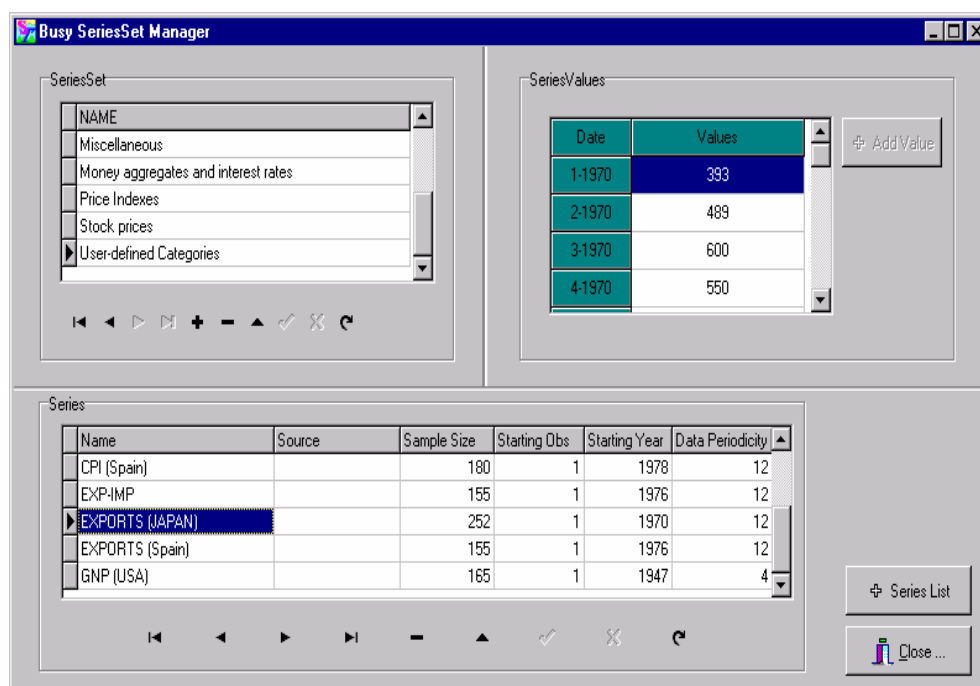 Busy SeriesSet Manager
SeriesSet
NAME
Miscellaneous
Money aggregates and interest rates
Price Indexes
Stock prices
User-defined Categories
SeriesValues
Date Values
1-1970 393
2-1970 489
3-1970 600
4-1970 550
Add Value
Series
Name Source Sample Size Starting Obs Starting Year Data Periodicity
CPI (Spain) 180 1 1978 12
EXP-IMP 155 1 1976 12
EXPORTS (JAPAN) 252 1 1970 12
EXPORTS (Spain) 155 1 1976 12
GNP (USA) 165 1 1947 4
Series List
Close ...